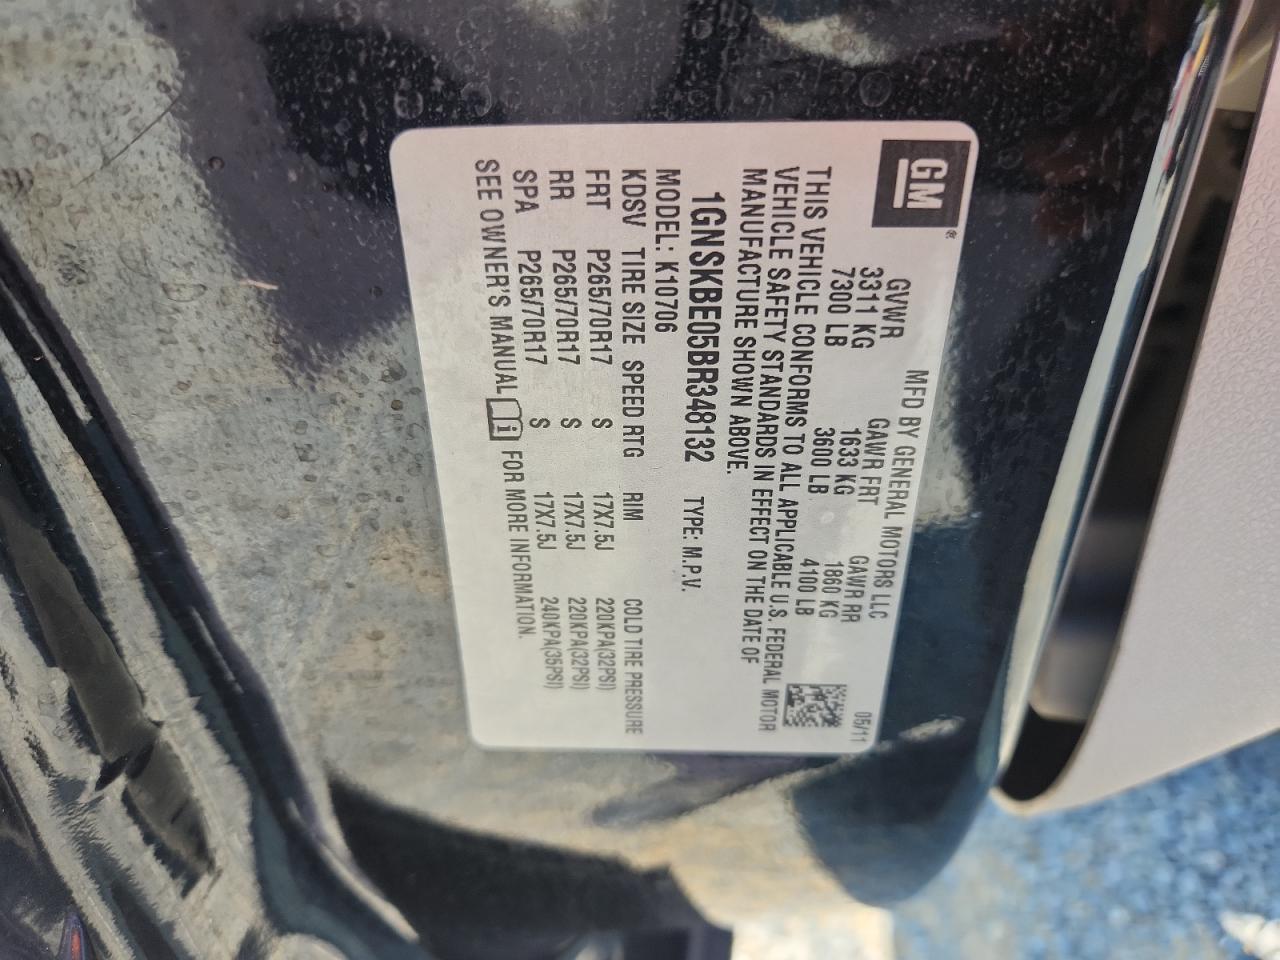 GM
MFD BY GENERAL MOTORS LLC 05/11
GVWR GAWR FRT GAWR RR
3311 KG 1633 KG 1860 KG
7300 LB 3600 LB 4100 LB
THIS VEHICLE CONFORMS TO ALL APPLICABLE U.S. FEDERAL MOTOR
VEHICLE SAFETY STANDARDS IN EFFECT ON THE DATE OF
MANUFACTURE SHOWN ABOVE.
1GNSKBE05BR348132 TYPE: M.P.V.
MODEL: K10706
KDSV TIRE SIZE SPEED RTG RIM COLD TIRE PRESSURE
FRT P265/70R17 S 17X7.5J 220KPA(32PSI)
RR P265/70R17 S 17X7.5J 220KPA(32PSI)
SPA P265/70R17 S 17X7.5J 240KPA(35PSI)
SEE OWNER'S MANUAL i FOR MORE INFORMATION.